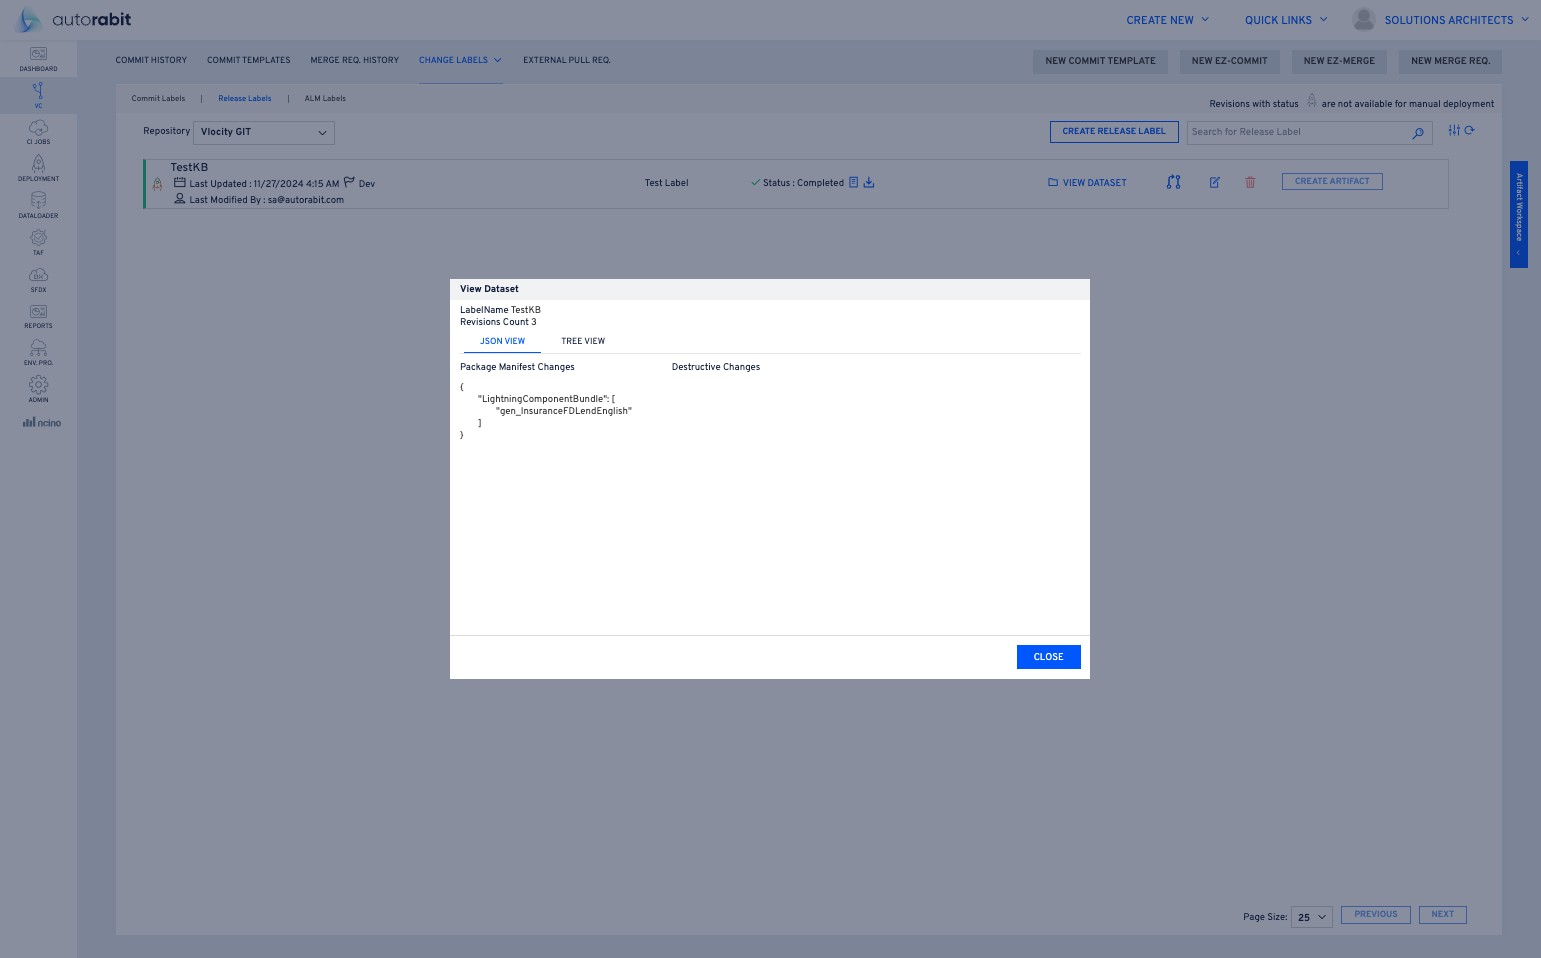 autorabit
CREATE NEW
QUICK LINKS
SOLUTIONS ARCHITECTS
DASHBOARD
VC
CI JOBS
DEPLOYMENT
DATALOADER
TAF
SFDX
REPORTS
ENV. PRO.
ADMIN
ncino
COMMIT HISTORY
COMMIT TEMPLATES
MERGE REQ. HISTORY
CHANGE LABELS
EXTERNAL PULL REQ.
NEW COMMIT TEMPLATE
NEW EZ-COMMIT
NEW EZ-MERGE
NEW MERGE REQ.
Commit Labels | Release Labels | ALM Labels
Revisions with status are not available for manual deployment
Repository Vlocity GIT
CREATE RELEASE LABEL
Search for Release Label
TestKB
Last Updated : 11/27/2024 4:15 AM Dev
Last Modified By : sa@autorabit.com
Test Label
Status : Completed
VIEW DATASET
CREATE ARTIFACT
Artifact Workspace
View Dataset
LabelName TestKB
Revisions Count 3
JSON VIEW
TREE VIEW
Package Manifest Changes
Destructive Changes
{
"LightningComponentBundle": [
"gen_InsuranceFDLendEnglish"
]
}
CLOSE
Page Size: 25
PREVIOUS
NEXT